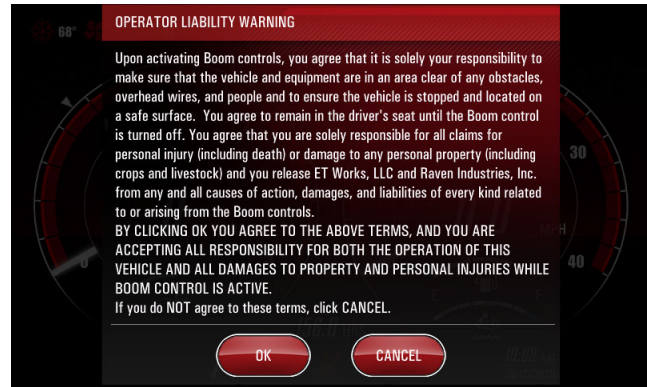 68°
OPERATOR LIABILITY WARNING
Upon activating Boom controls, you agree that it is solely your responsibility to
make sure that the vehicle and equipment are in an area clear of any obstacles,
overhead wires, and people and to ensure the vehicle is stopped and located on
a safe surface.  You agree to remain in the driver's seat until the Boom control
is turned off. You agree that you are solely responsible for all claims for
personal injury (including death) or damage to any personal property (including
crops and livestock) and you release ET Works, LLC and Raven Industries, Inc.
from any and all causes of action, damages, and liabilities of every kind related
to or arising from the Boom controls.
BY CLICKING OK YOU AGREE TO THE ABOVE TERMS, AND YOU ARE
ACCEPTING ALL RESPONSIBILITY FOR BOTH THE OPERATION OF THIS
VEHICLE AND ALL DAMAGES TO PROPERTY AND PERSONAL INJURIES WHILE
BOOM CONTROL IS ACTIVE.
If you do NOT agree to these terms, click CANCEL.
30
MPH
0
40
E
F
OK
CANCEL